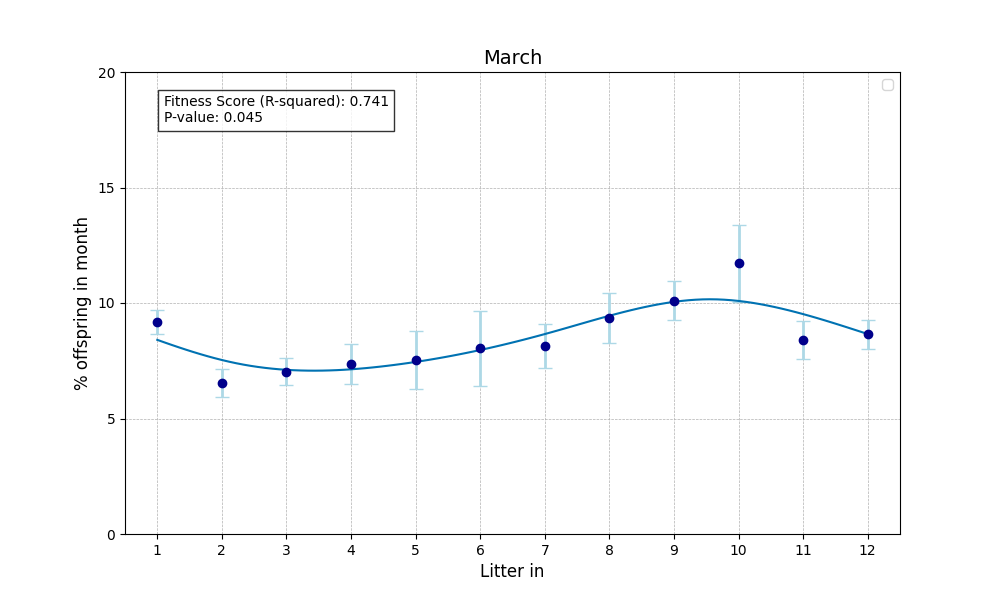 March
Fitness Score (R-squared): 0.741
P-value: 0.045
% offspring in month
20
15
10
5
0
1 2 3 4 5 6 7 8 9 10 11 12
Litter in